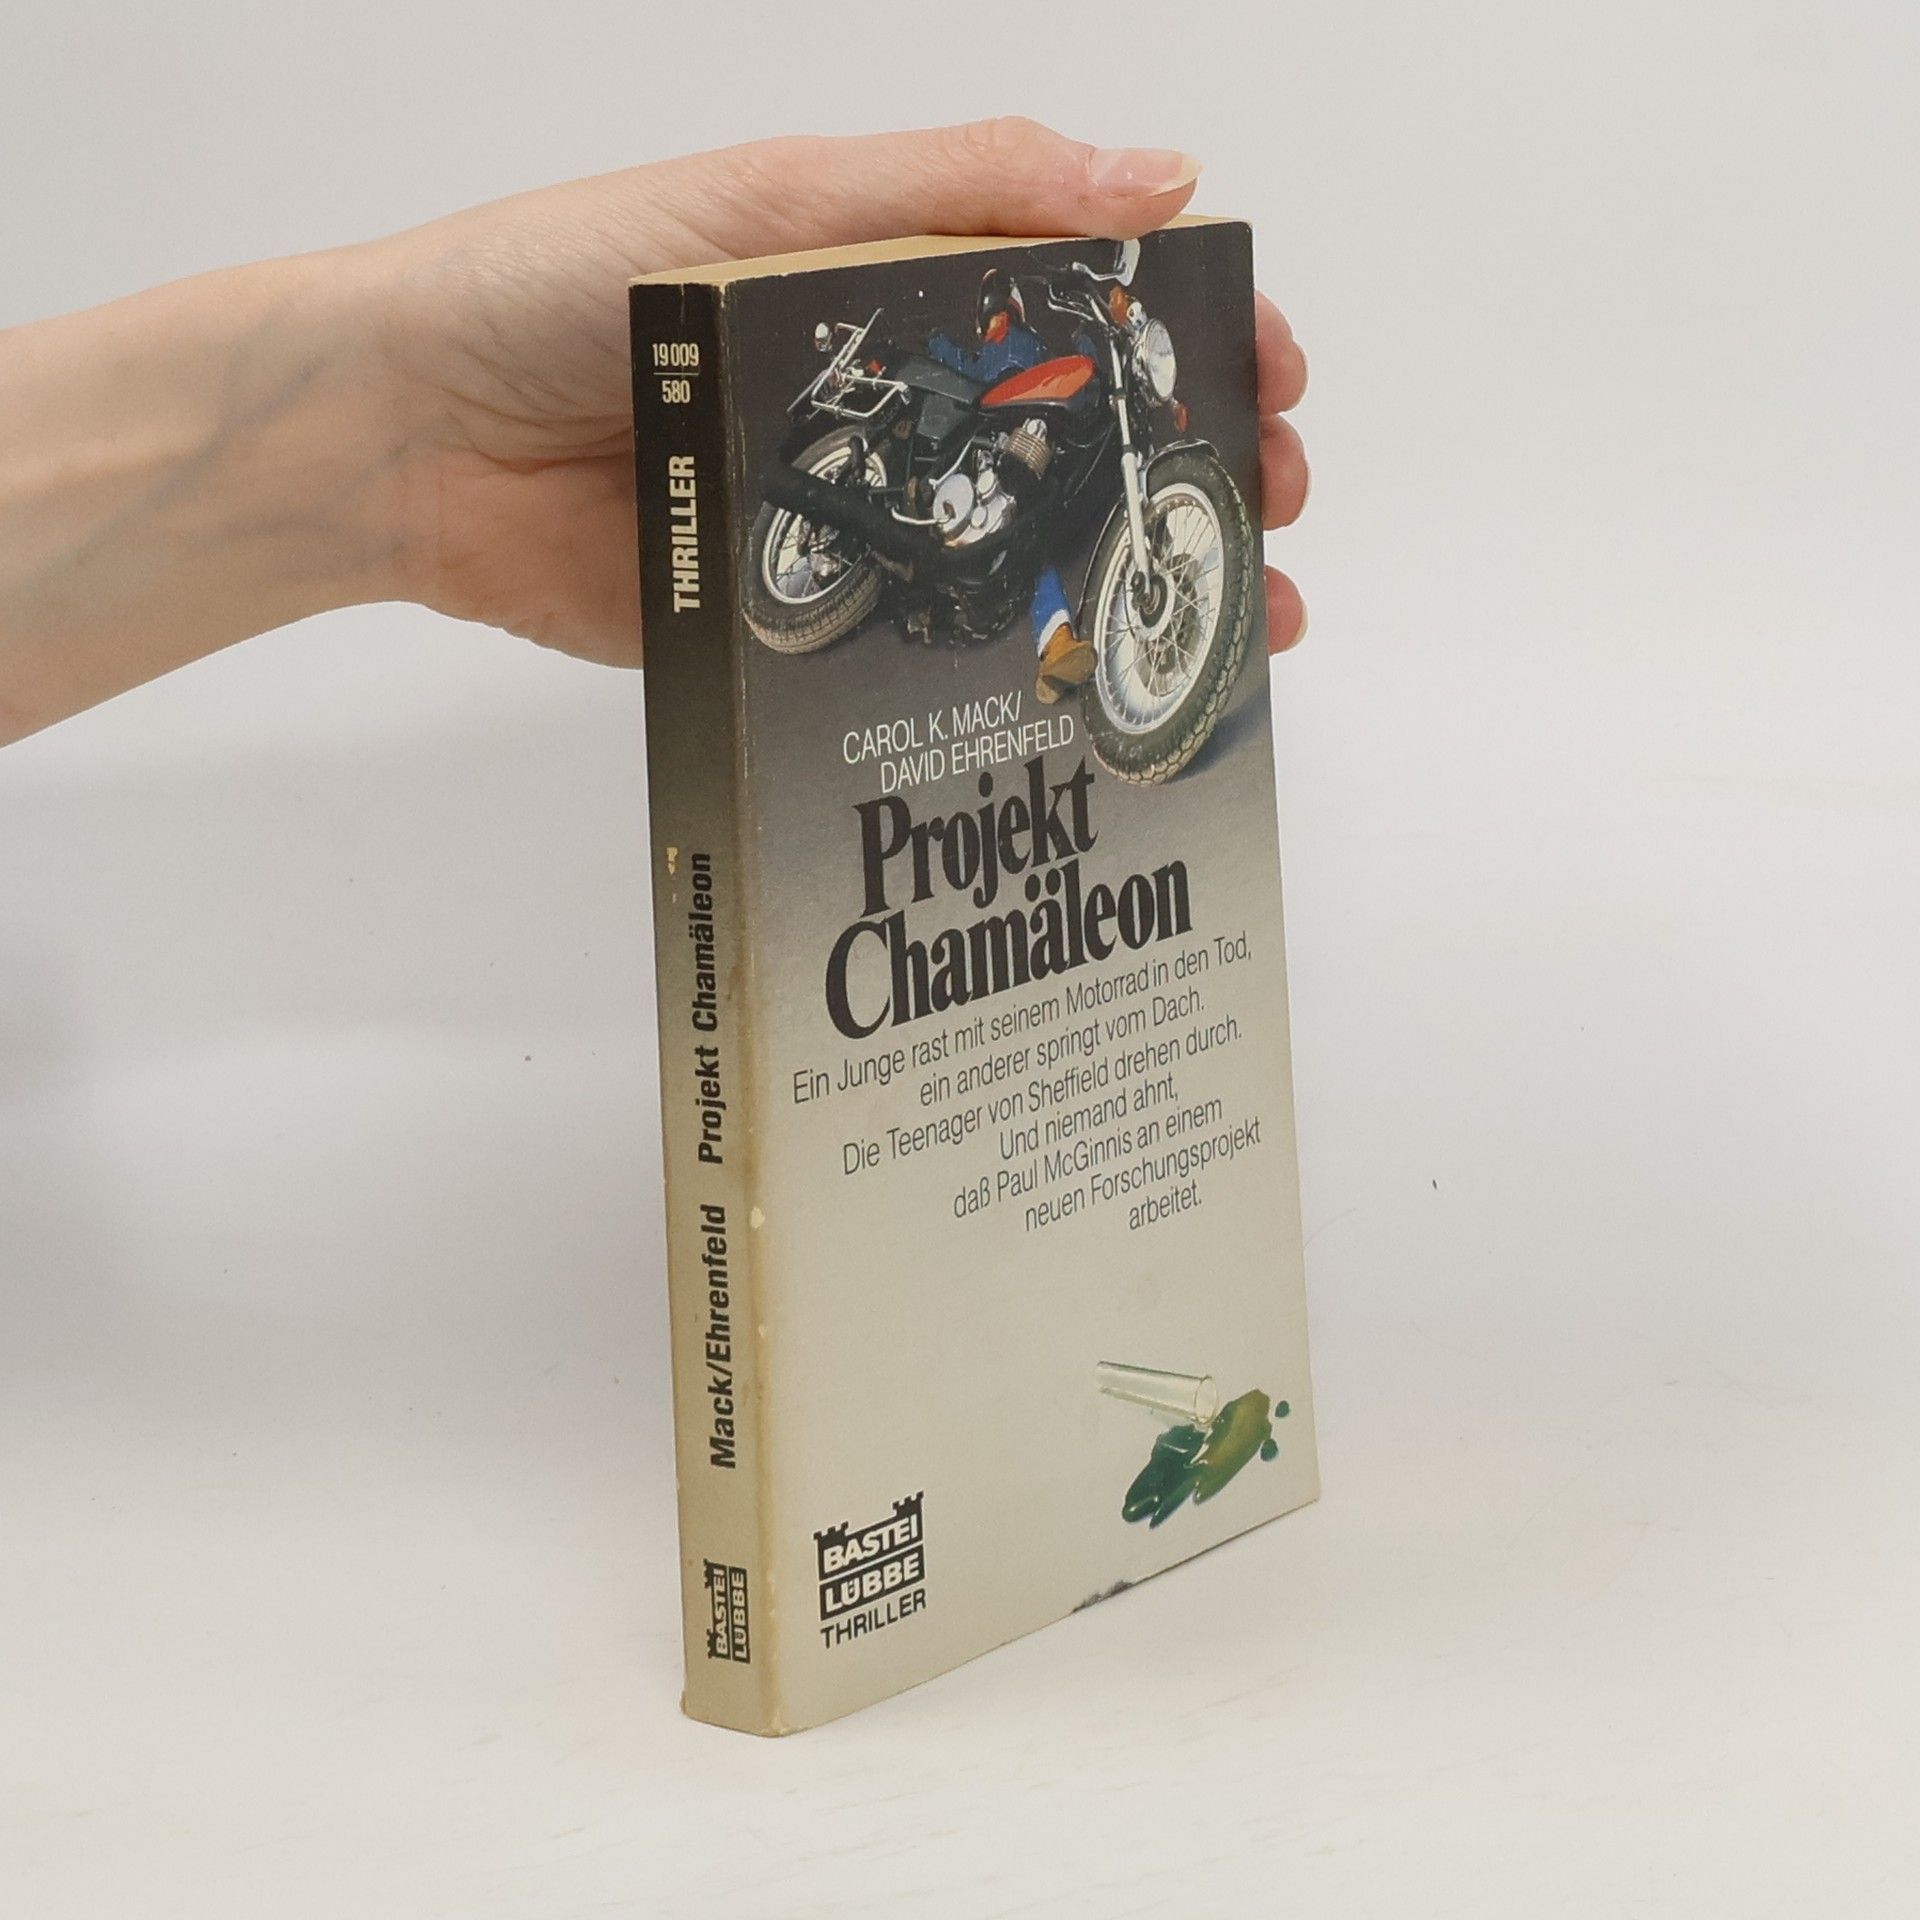 19009
580
THRILLER
Projekt Chamäleon
Mack/Ehrenfeld
BASTEI
LÜBBE
CAROL K. MACK/
DAVID EHRENFELD
Projekt
Chamäleon
Ein Junge rast mit seinem Motorrad in den Tod,
ein anderer springt vom Dach.
Die Teenager von Sheffield drehen durch.
Und niemand ahnt,
daß Paul McGinnis an einem
neuen Forschungsprojekt
arbeitet.
BASTEI
LÜBBE
THRILLER